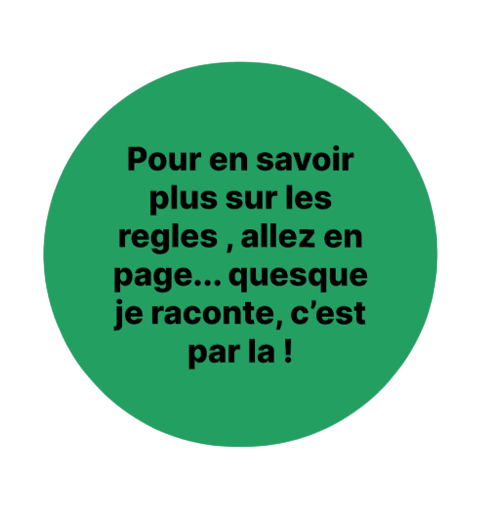 Pour en savoir
plus sur les
regles , allez en
page... quesque
je raconte, c’est
par la !